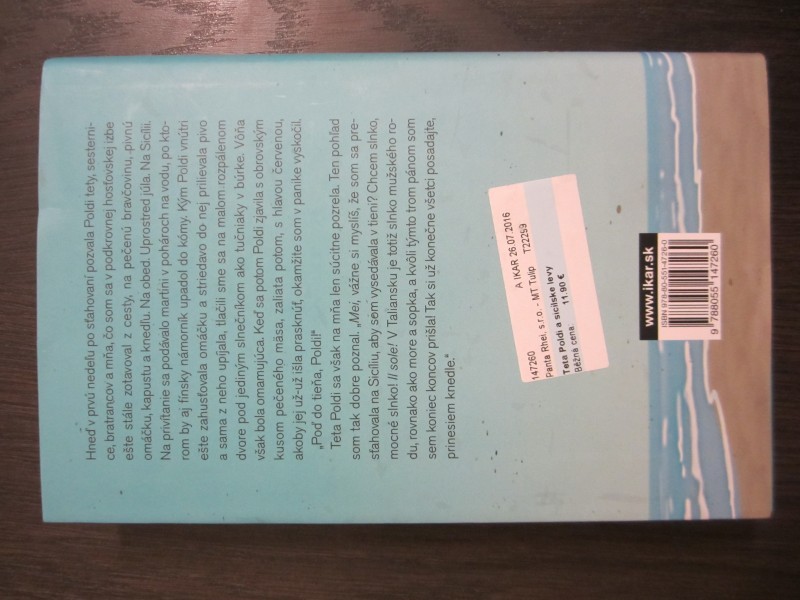 Hneď v prvú nedeľu po sťahovaní pozvala Poldi tety, sesterni-
ce, bratrancov a mňa, čo som sa v podkrovnej hosťovskej izbe
ešte stále zotavoval z cesty, na pečenú bravčovinu, pivnú
omáčku, kapustu a knedľu. Na obed. Uprostred júla. Na Sicílii.
Na privítanie sa podávalo martini v pohároch na vodu, po kto-
rom by aj fínsky námorník upadol do kómy. Kým Poldi vnútri
ešte zahusťovala omáčku a striedavo do nej prilievala pivo
a sama z neho upíjala, tlačili sme sa na malom rozpálenom
dvore pod jediným slnečníkom ako tučniaky v búrke. Vôňa
však bola omamujúca. Keď sa potom Poldi zjavila s obrovským
kusom pečeného mäsa, zaliata potom, s hlavou červenou,
akoby jej už-už išla prasknúť, okamžite som v panike vyskočil.
„Poď do tieňa, Poldi!"
Teta Poldi sa však na mňa len súcitne pozrela. Ten pohľad
som tak dobre poznal. „Mei, vážne si myslíš, že som sa pre-
sťahovala na Sicíliu, aby som vysedávala v tieni? Chcem slnko,
mocné slnko! Il sole! V Taliansku je totiž slnko mužského ro-
du, rovnako ako more a sopka, a kvôli týmto trom pánom som
sem koniec koncov prišla! Tak si už konečne všetci posadajte,
prinesiem knedle."
A IKAR 26.07.2016
147260
T22259
Panta Rhei, s.r.o. - MT Tulip
Teta Poldi a sicílske levy
Bežná cena:
11.90 €
www.ikar.sk
ISBN 978-80-551-4726-0
9 788055 147260